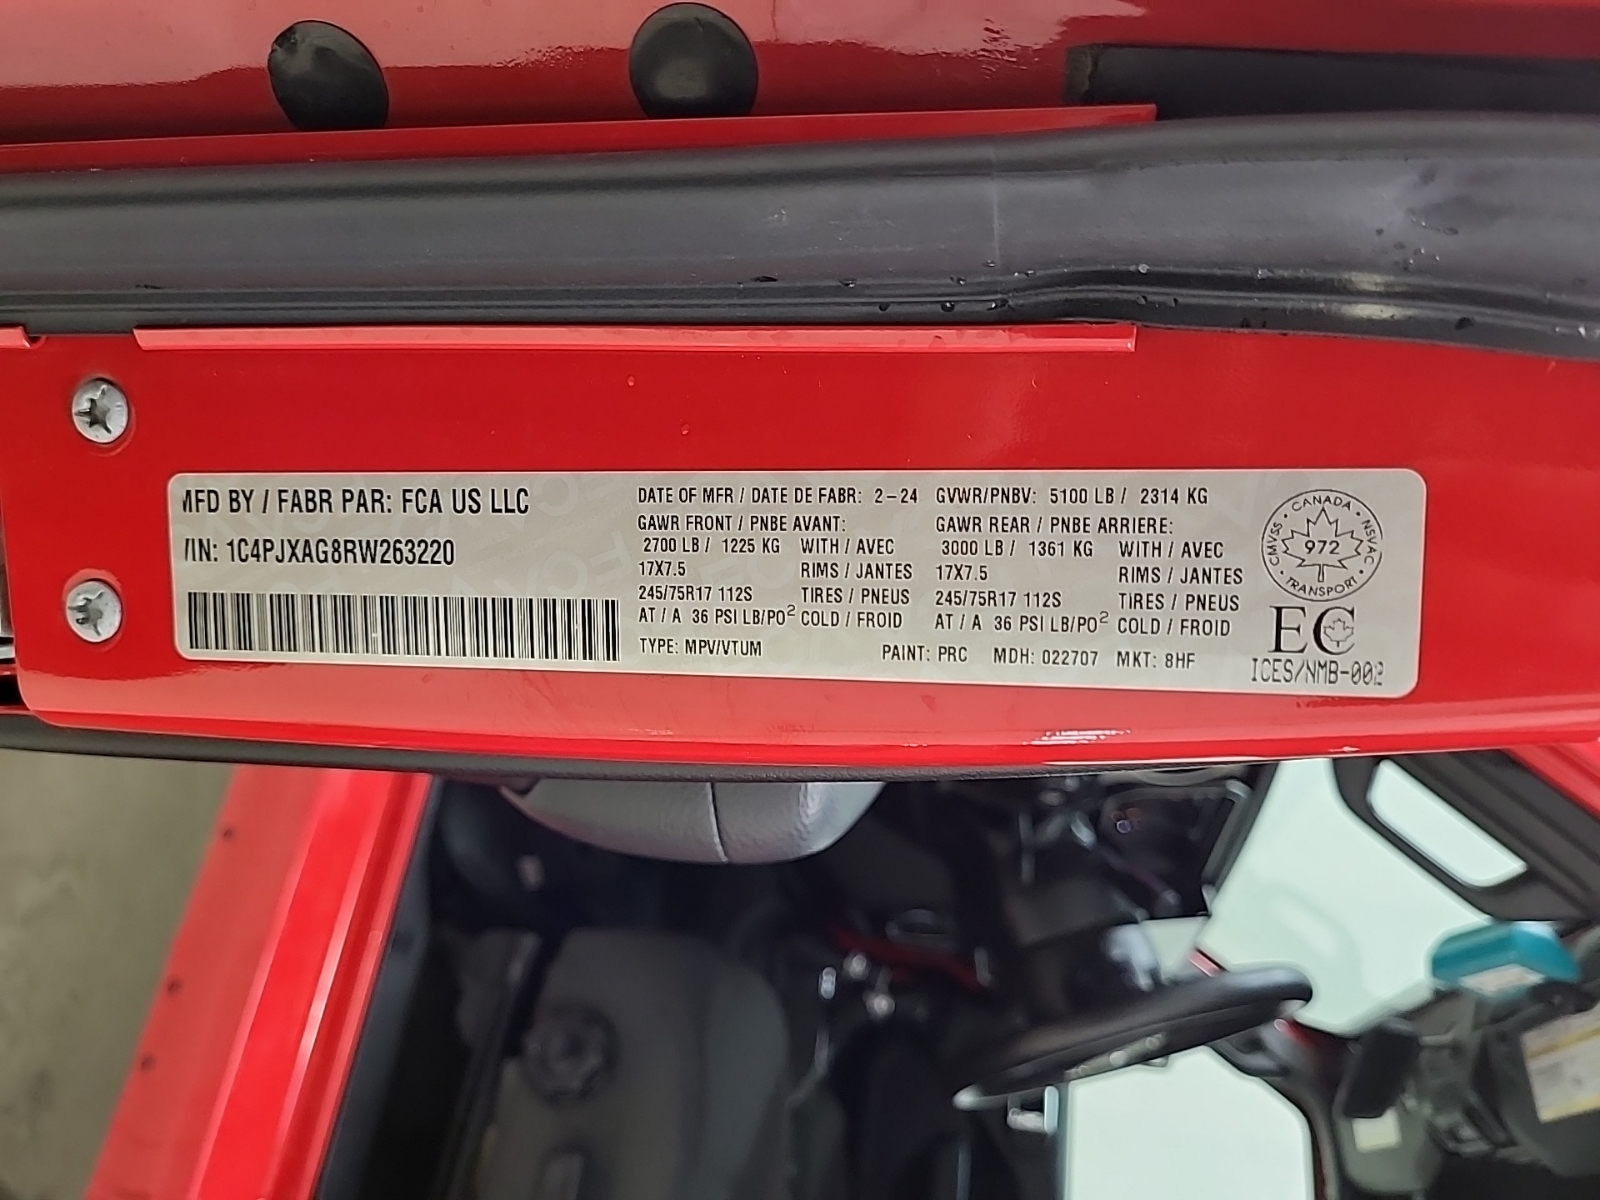 MFD BY / FABR PAR: FCA US LLC
VIN: 1C4PJXAG8RW263220
DATE OF MFR / DATE DE FABR: 2-24 GVWR/PNBV: 5100 LB / 2314 KG
GAWR FRONT / PNBE AVANT: GAWR REAR / PNBE ARRIERE:
2700 LB / 1225 KG WITH / AVEC 3000 LB / 1361 KG WITH / AVEC
17X7.5 RIMS / JANTES 17X7.5 RIMS / JANTES
245/75R17 112S TIRES / PNEUS 245/75R17 112S TIRES / PNEUS
AT / A 36 PSI LB/PO² COLD / FROID AT / A 36 PSI LB/PO² COLD / FROID
TYPE: MPV/VTUM PAINT: PRC MDH: 022707 MKT: 8HF
CANADA
CMVSS • NSVAC
972
TRANSPORT
EC
ICES/NMB-002